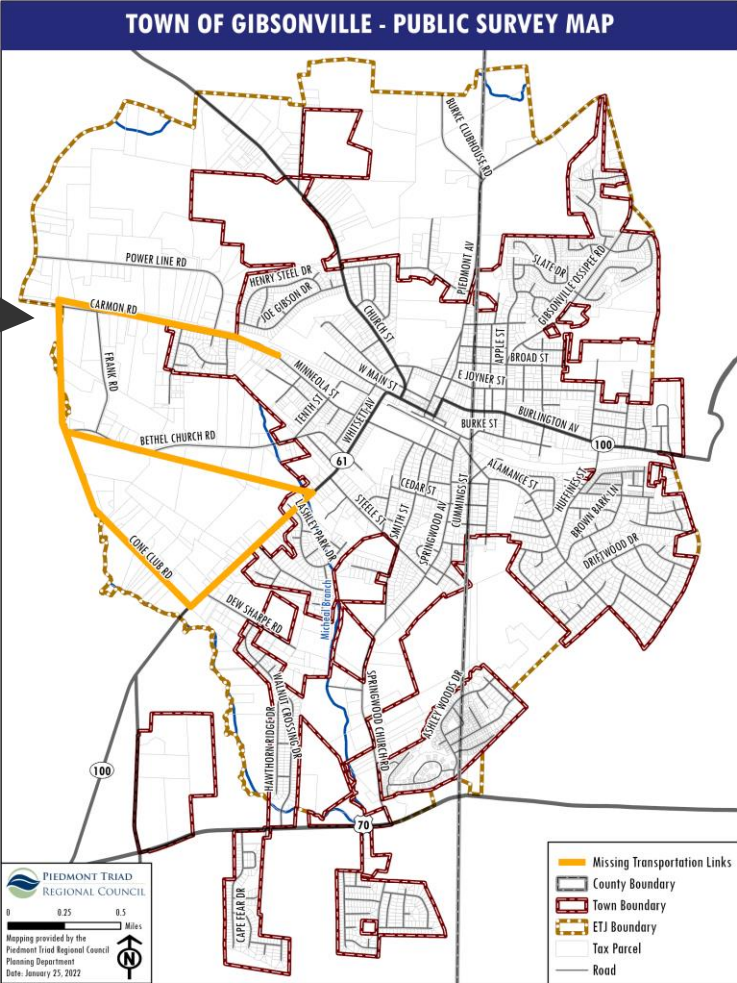 TOWN OF GIBSONVILLE - PUBLIC SURVEY MAP
BURKE CLUBHOUSE RD
PIEDMONT AV
SLATE DR
GIBSONVILLE OSSIPEE RD
POWER LINE RD
HENRY STEEL DR
JOE GIBSON DR
CARMON RD
CHURCH ST
APPLE ST
BROAD ST
FRANK RD
MINNEOLA ST
W MAIN ST
E JOYNER ST
TENTH ST
WHITSETT AV
BURLINGTON AV
BURKE ST
100
BETHEL CHURCH RD
61
ALAMANCE ST
CEDAR ST
CUMMINGS ST
HUFFINES ST
STEELE ST
SMITH ST
SPRINGWOOD AV
BROWN BARK LN
LASHLEY PARK DR
DRIFTWOOD DR
CONE CLUB RD
DEW SHARPE RD
Micheal Branch
WALNUT CROSSING DR
HAWTHORN RIDGE DR
SPRINGWOOD CHURCH RD
ASHLEY WOODS DR
100
70
CAPE FEAR DR
PIEDMONT TRIAD
REGIONAL COUNCIL
0 0.25 0.5
Miles
Mapping provided by the
Piedmont Triad Regional Council
Planning Department
Date: January 25, 2022
N
Missing Transportation Links
County Boundary
Town Boundary
ETJ Boundary
Tax Parcel
Road